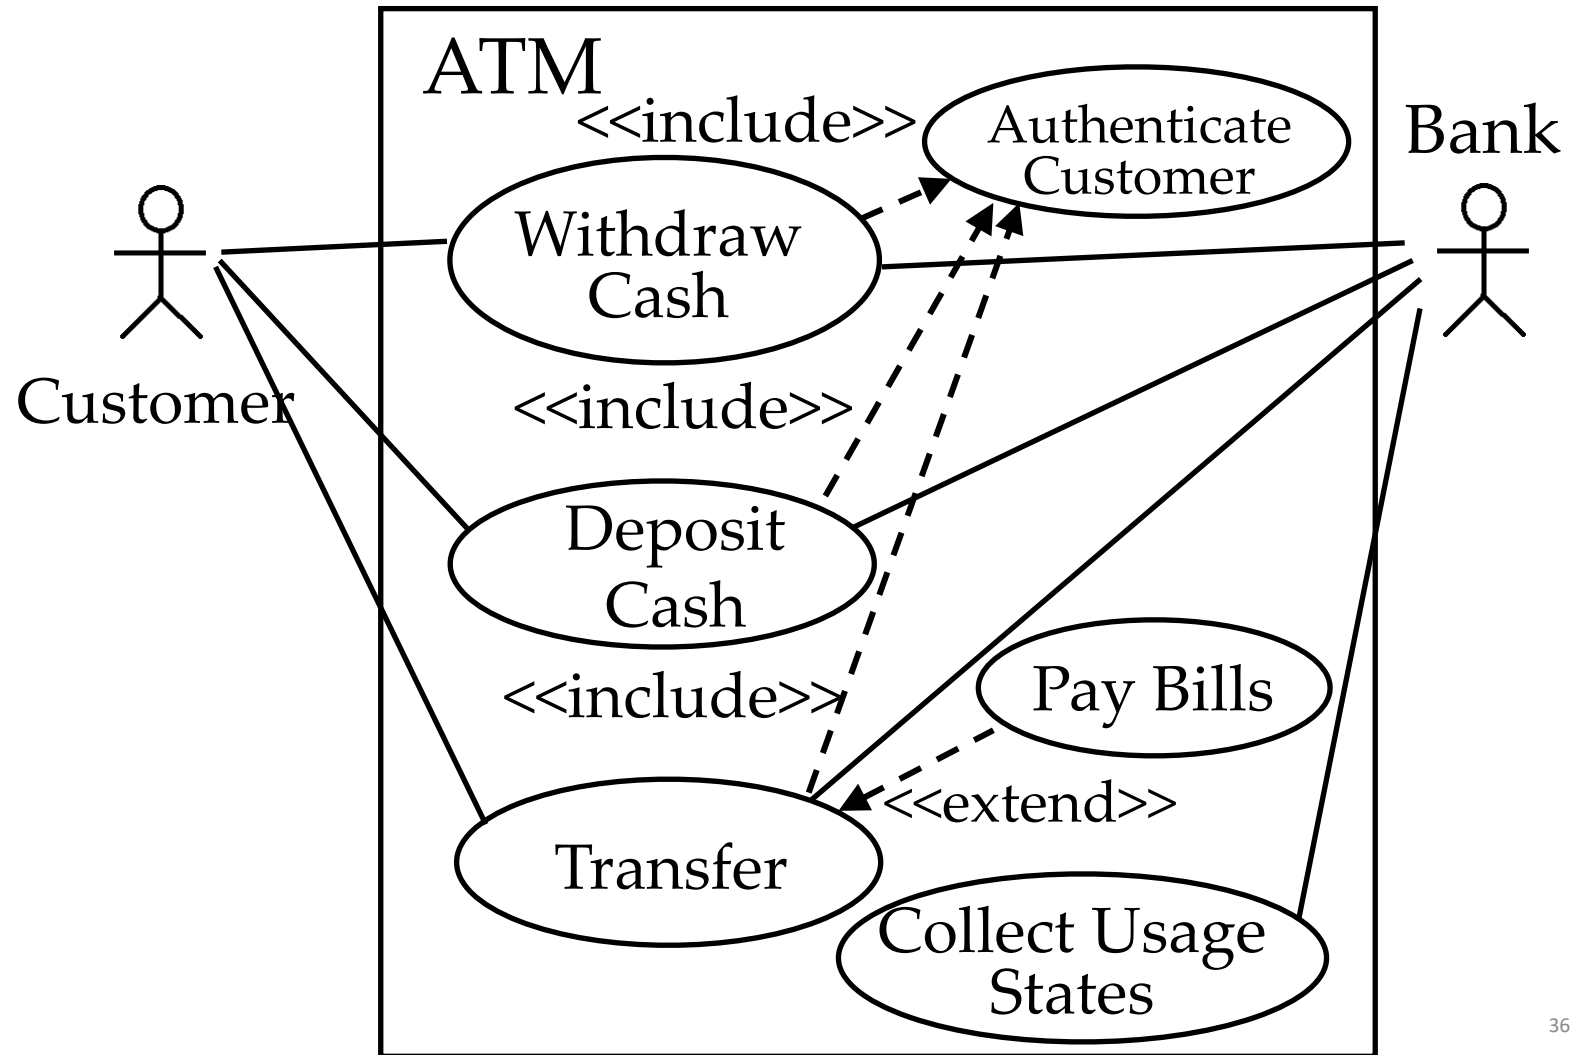 ATM
<<include>>
Authenticate
Customer
Bank
Withdraw
Cash
Customer
<<include>>
Deposit
Cash
<<include>>
Pay Bills
<<extend>>
Transfer
Collect Usage
States
36